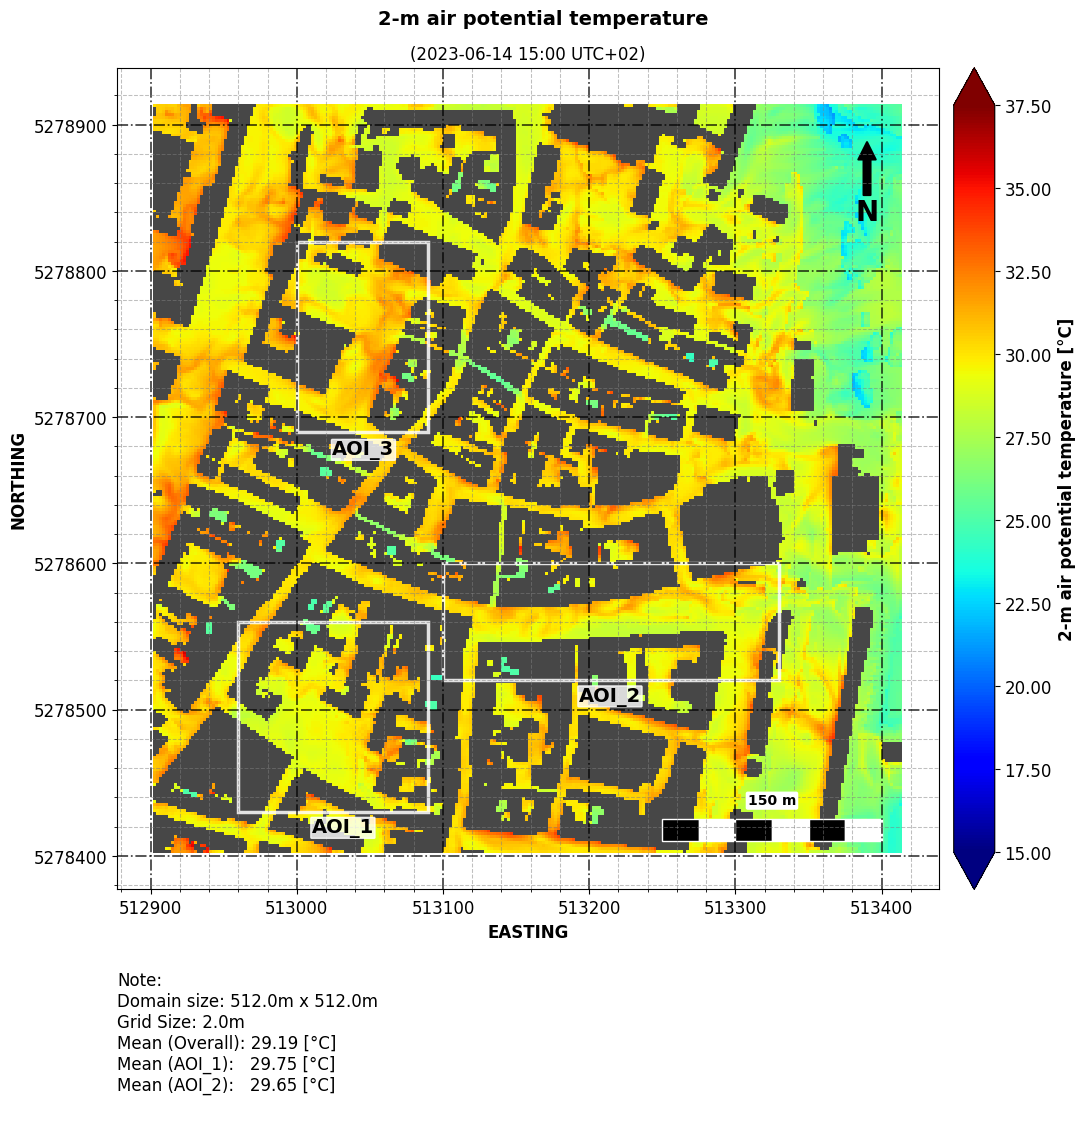 2-m air potential temperature
(2023-06-14 15:00 UTC+02)
5278900
5278800
5278700
5278600
5278500
5278400
NORTHING
N
AOI_3
AOI_2
AOI_1
150 m
512900 513000 513100 513200 513300 513400
EASTING
37.50
35.00
32.50
30.00
27.50
25.00
22.50
20.00
17.50
15.00
2-m air potential temperature [°C]
Note:
Domain size: 512.0m x 512.0m
Grid Size: 2.0m
Mean (Overall): 29.19 [°C]
Mean (AOI_1): 29.75 [°C]
Mean (AOI_2): 29.65 [°C]